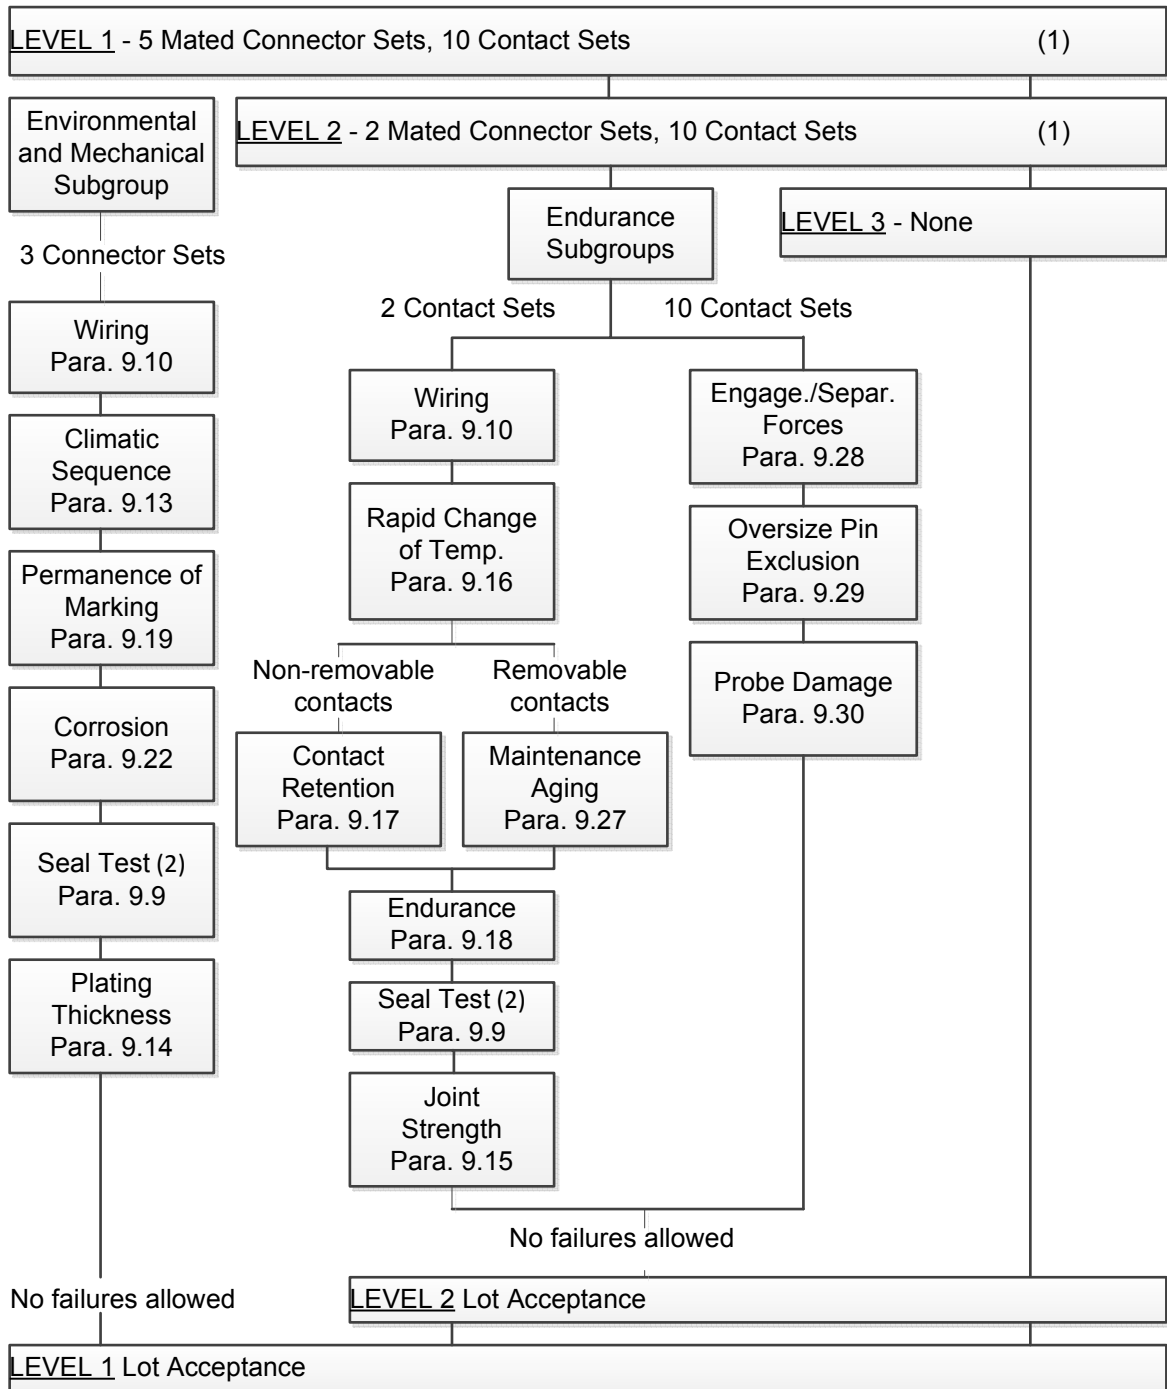 LEVEL 1 - 5 Mated Connector Sets, 10 Contact Sets (1)
Environmental
and Mechanical
Subgroup
LEVEL 2 - 2 Mated Connector Sets, 10 Contact Sets (1)
Endurance
Subgroups
LEVEL 3 - None
3 Connector Sets
2 Contact Sets
10 Contact Sets
Wiring
Para. 9.10
Climatic
Sequence
Para. 9.13
Permanence of
Marking
Para. 9.19
Corrosion
Para. 9.22
Seal Test (2)
Para. 9.9
Plating
Thickness
Para. 9.14
Wiring
Para. 9.10
Rapid Change
of Temp.
Para. 9.16
Non-removable
contacts
Removable
contacts
Contact
Retention
Para. 9.17
Maintenance
Aging
Para. 9.27
Endurance
Para. 9.18
Seal Test (2)
Para. 9.9
Joint
Strength
Para. 9.15
Engage./Separ.
Forces
Para. 9.28
Oversize Pin
Exclusion
Para. 9.29
Probe Damage
Para. 9.30
No failures allowed
No failures allowed
LEVEL 2 Lot Acceptance
LEVEL 1 Lot Acceptance